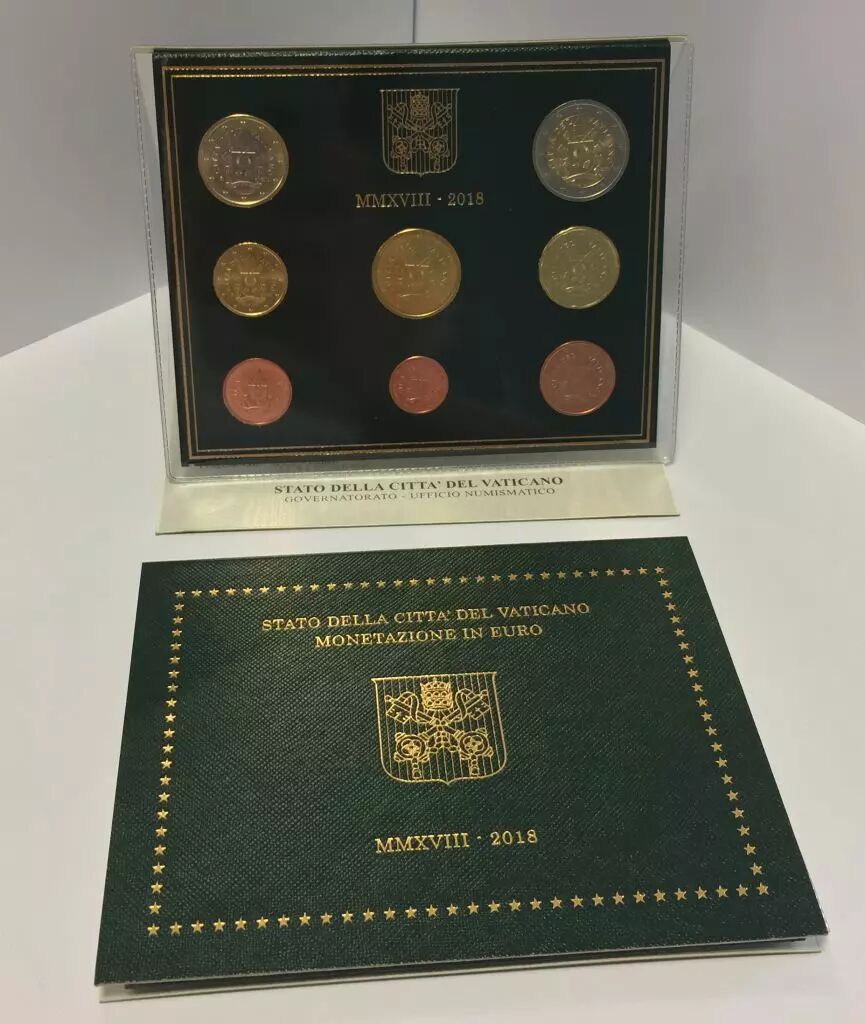 MMXVIII · 2018
STATO DELLA CITTA' DEL VATICANO
GOVERNATORATO - UFFICIO NUMISMATICO
STATO DELLA CITTA' DEL VATICANO
MONETAZIONE IN EURO
MMXVIII · 2018